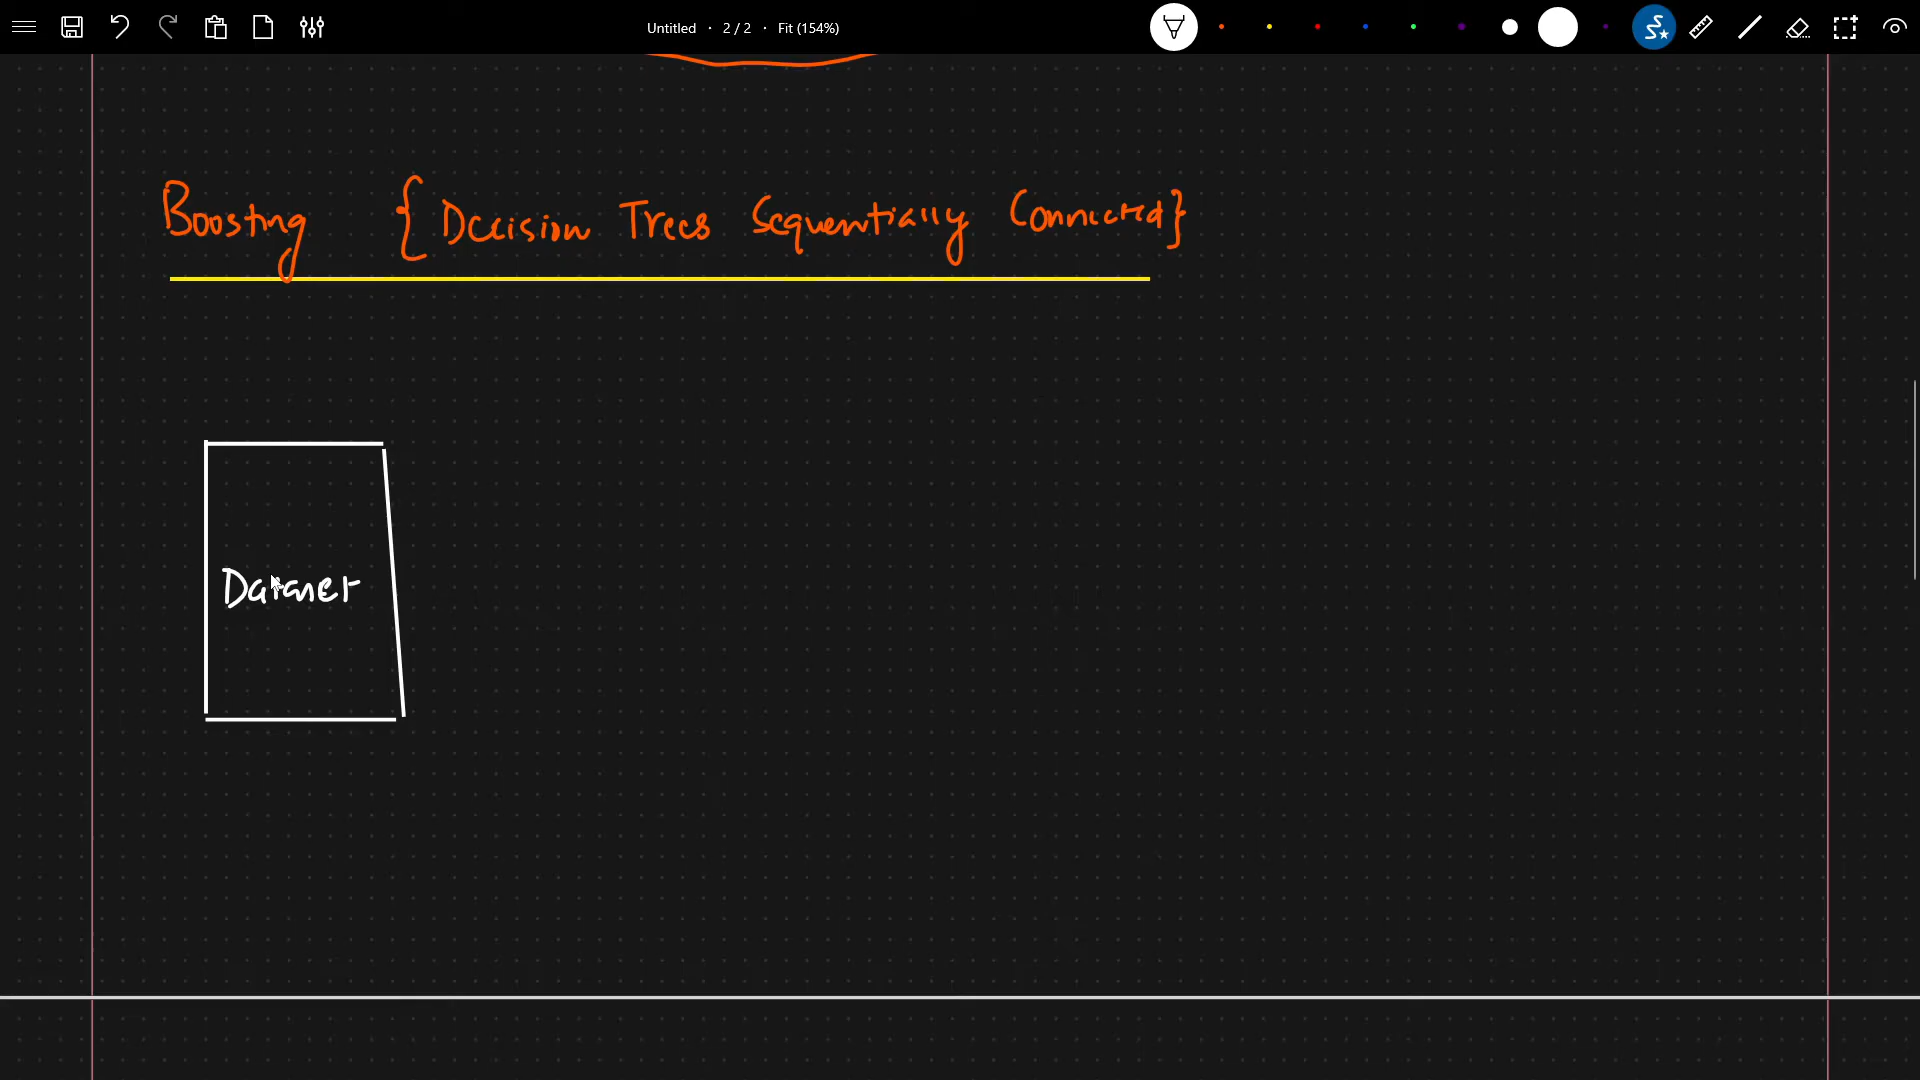 Untitled · 2 / 2 · Fit (154%)
Boosting { Decision Trees Sequentially Connected}
Dataset